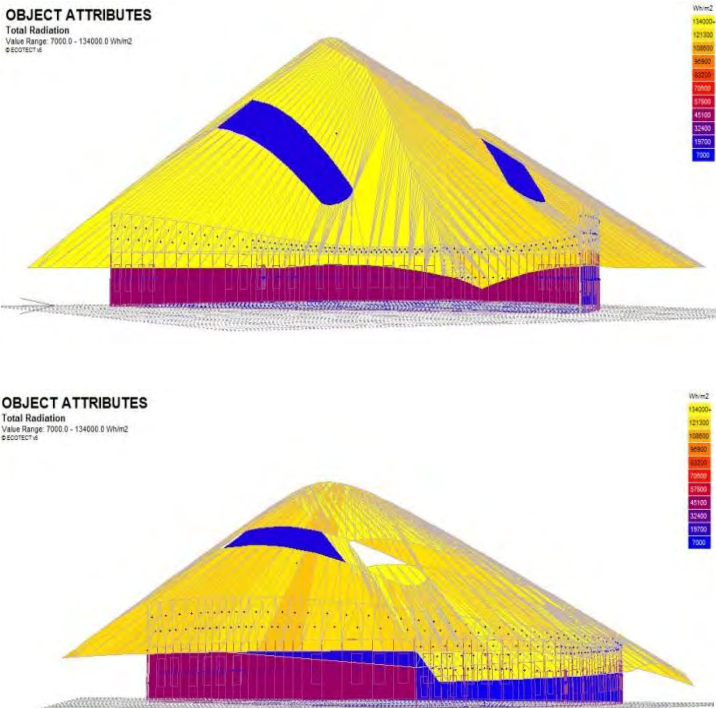 OBJECT ATTRIBUTES
Total Radiation
Value Range: 7000.0 - 134000.0 Wh/m2
© ECOTECT v5
Wh/m2
134000+
121300
108600
95900
83200
70500
57800
45100
32400
19700
7000
OBJECT ATTRIBUTES
Total Radiation
Value Range: 7000.0 - 134000.0 Wh/m2
© ECOTECT v5
Wh/m2
134000+
121300
108600
95900
83200
70500
57800
45100
32400
19700
7000